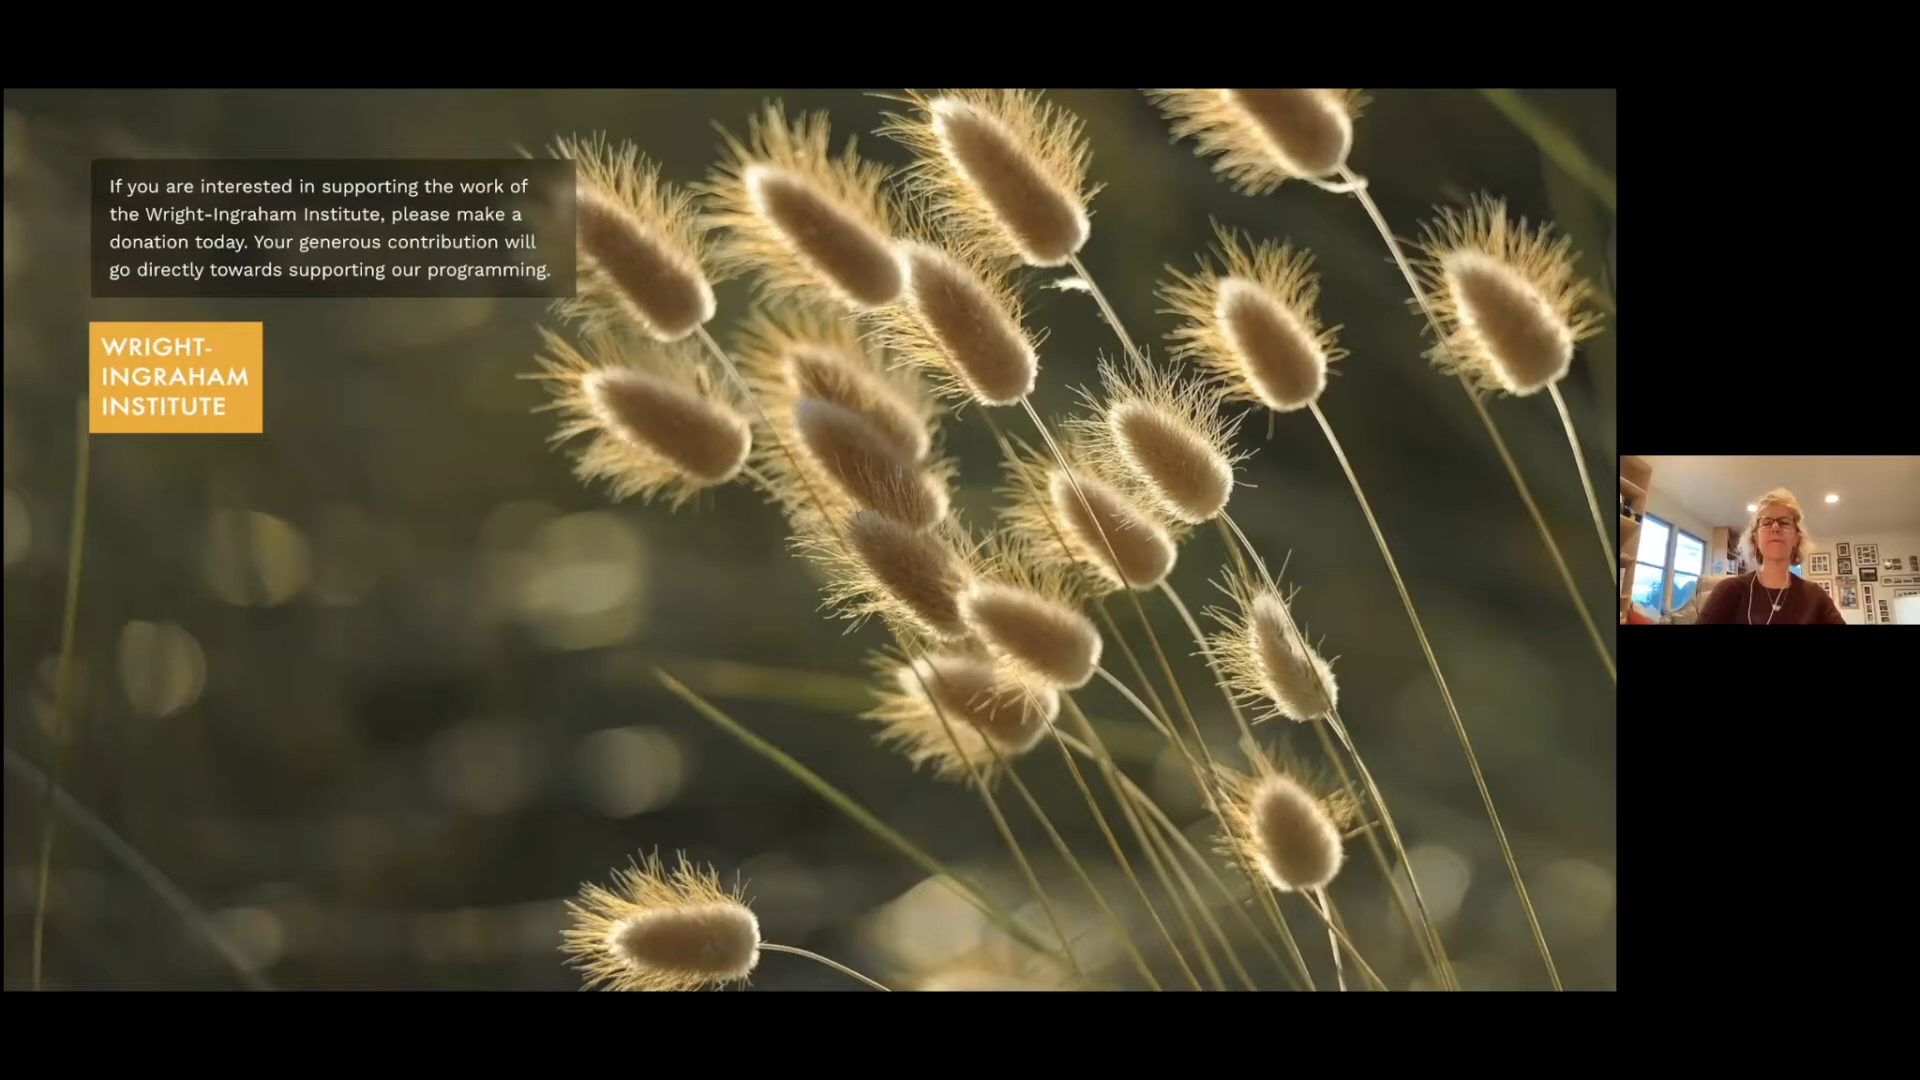 If you are interested in supporting the work of
the Wright-Ingraham Institute, please make a
donation today. Your generous contribution will
go directly towards supporting our programming.
WRIGHT-
INGRAHAM
INSTITUTE